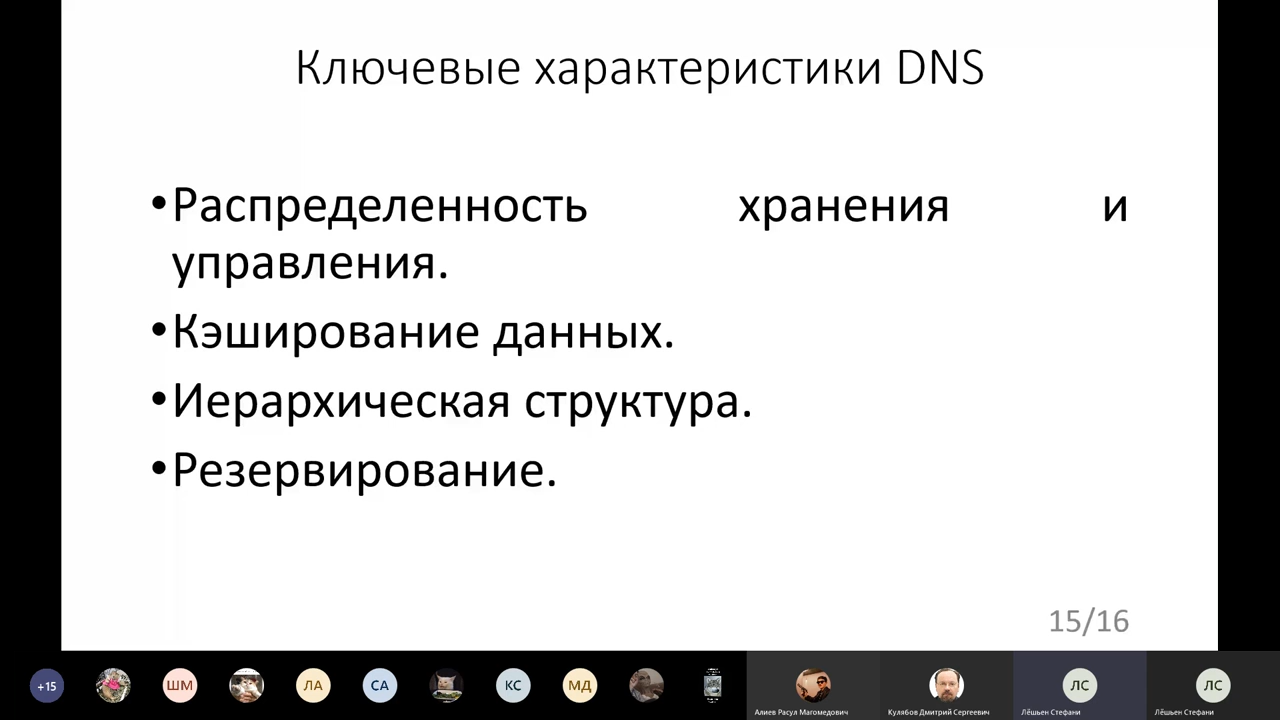 Ключевые характеристики DNS
•Распределенность хранения и
управления.
•Кэширование данных.
•Иерархическая структура.
•Резервирование.
15/16
+15 ШМ ЛА СА КС МД ЛС ЛС
Алиев Расул Магомедович Кулябов Дмитрий Сергеевич Лёшьен Стефани Лёшьен Стефани